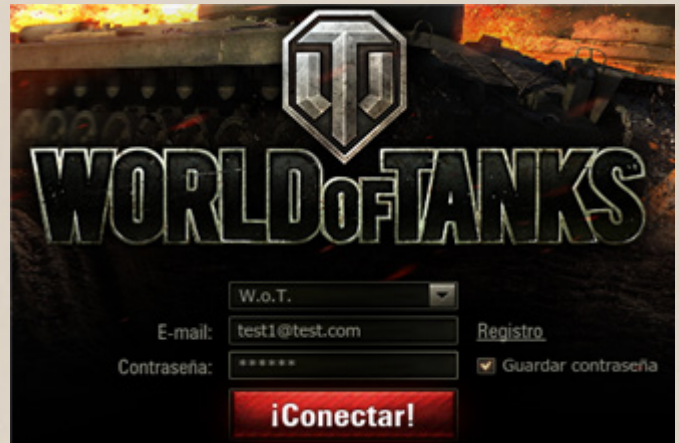 WORLD OF TANKS
W.o.T.
E-mail: test1@test.com Registro
Contraseña: ****** Guardar contraseña
¡Conectar!